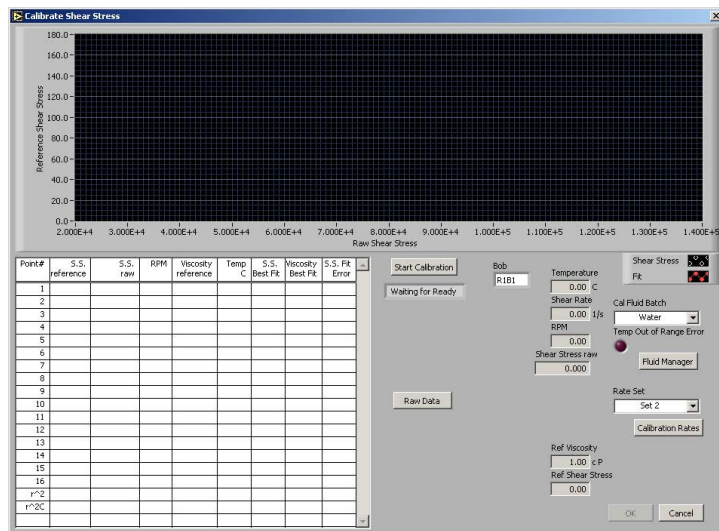 Calibrate Shear Stress
180.0
160.0
140.0
120.0
100.0
80.0
60.0
40.0
20.0
0.0
Reference Shear Stress
2.000E+4 3.000E+4 4.000E+4 5.000E+4 6.000E+4 7.000E+4 8.000E+4 9.000E+4 1.000E+5 1.100E+5 1.200E+5 1.300E+5 1.400E+5
Raw Shear Stress
Point# S.S. reference S.S. raw RPM Viscosity reference Temp C S.S. Best Fit Viscosity Best Fit S.S. Fit Error
1
2
3
4
5
6
7
8
9
10
11
12
13
14
15
16
r^2
r^2C
Start Calibration
Waiting for Ready
Raw Data
Bob
R1B1
Temperature
0.00 C
Shear Rate
0.00 1/s
RPM
0.00
Shear Stress raw
0.000
Ref Viscosity
1.00 c P
Ref Shear Stress
0.00
Shear Stress
Fit
Cal Fluid Batch
Water
Temp Out of Range Error
Fluid Manager
Rate Set
Set 2
Calibration Rates
OK Cancel